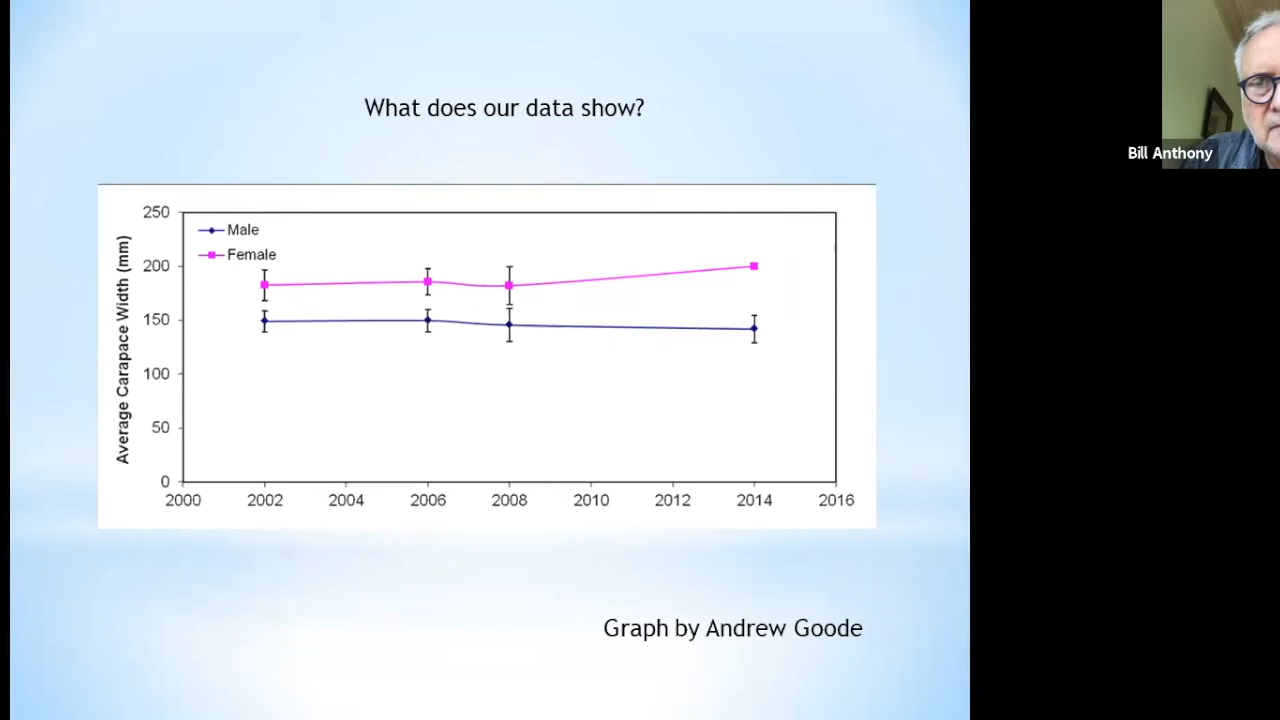 What does our data show?
Bill Anthony
250
Male
Female
200
150
100
50
0
Average Carapace Width (mm)
2000 2002 2004 2006 2008 2010 2012 2014 2016
Graph by Andrew Goode